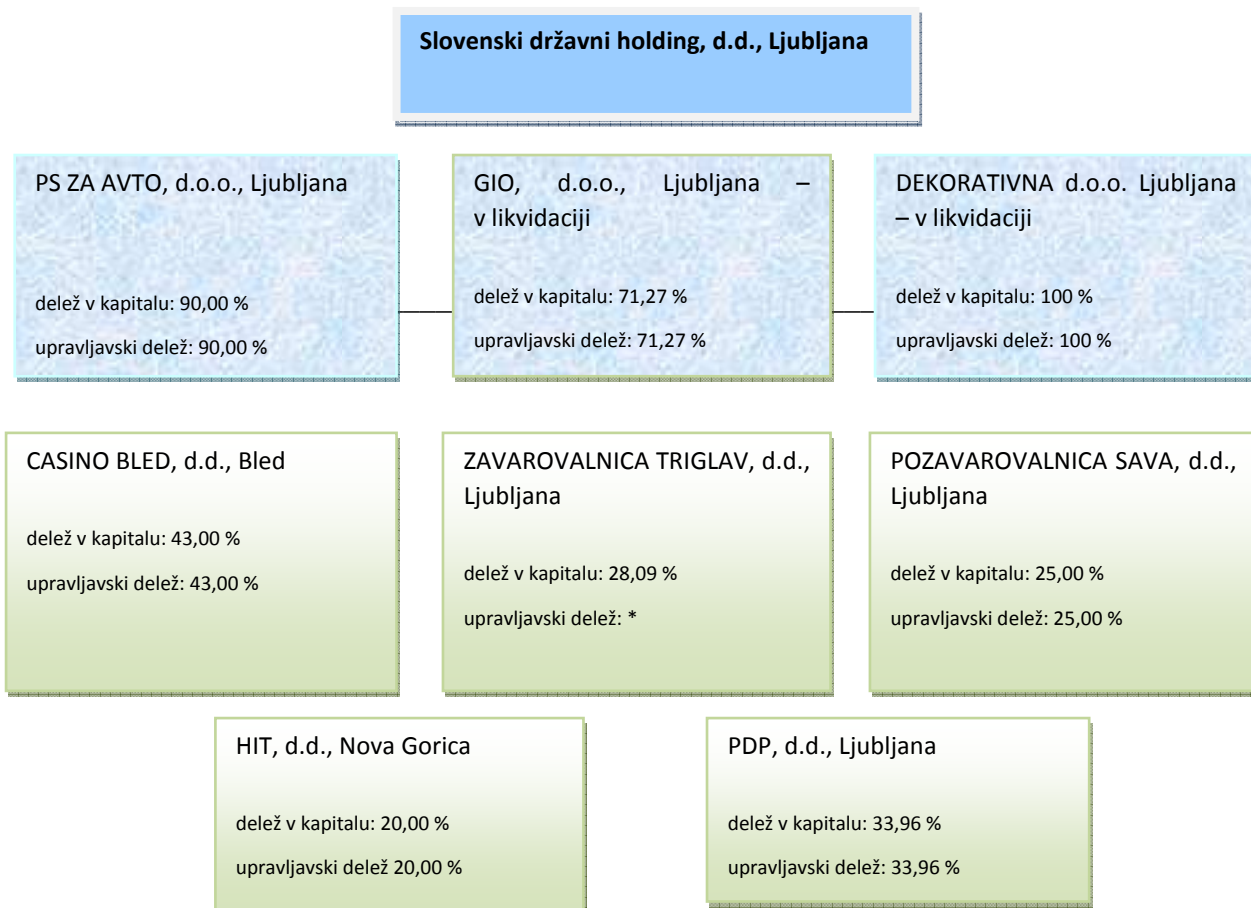 Slovenski državni holding, d.d., Ljubljana
PS ZA AVTO, d.o.o., Ljubljana
delež v kapitalu: 90,00 %
upravljavski delež: 90,00 %
GIO, d.o.o., Ljubljana –
v likvidaciji
delež v kapitalu: 71,27 %
upravljavski delež: 71,27 %
DEKORATIVNA d.o.o. Ljubljana
– v likvidaciji
delež v kapitalu: 100 %
upravljavski delež: 100 %
CASINO BLED, d.d., Bled
delež v kapitalu: 43,00 %
upravljavski delež: 43,00 %
ZAVAROVALNICA TRIGLAV, d.d.,
Ljubljana
delež v kapitalu: 28,09 %
upravljavski delež: *
POZAVAROVALNICA SAVA, d.d.,
Ljubljana
delež v kapitalu: 25,00 %
upravljavski delež: 25,00 %
HIT, d.d., Nova Gorica
delež v kapitalu: 20,00 %
upravljavski delež 20,00 %
PDP, d.d., Ljubljana
delež v kapitalu: 33,96 %
upravljavski delež: 33,96 %